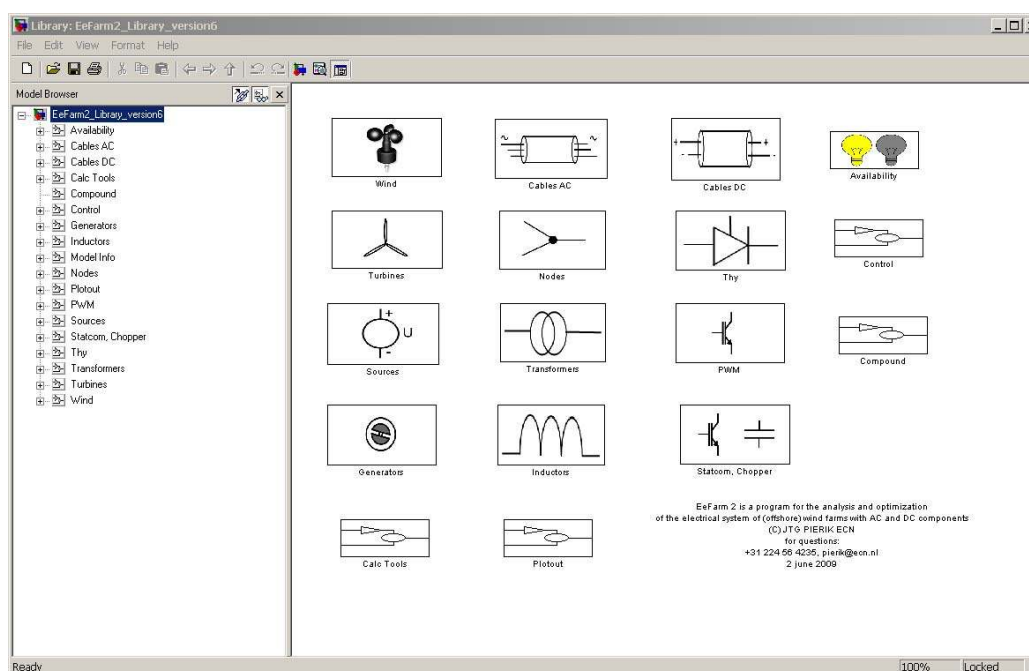 Library: EeFarm2_Library_version6
File Edit View Format Help
Model Browser
EeFarm2_Library_version6
Availability
Cables AC
Cables DC
Calc Tools
Compound
Control
Generators
Inductors
Model Info
Nodes
Plotout
PWM
Sources
Statcom, Chopper
Thy
Transformers
Turbines
Wind
Wind
Cables AC
Cables DC
Availability
Turbines
Nodes
Thy
Control
+
U
-
Sources
Transformers
PWM
Compound
Generators
Inductors
Statcom, Chopper
Calc Tools
Plotout
EeFarm 2 is a program for the analysis and optimization
of the electrical system of (offshore) wind farms with AC and DC components
(C) JTG PIERIK ECN
for questions:
+31 224 56 4235, pierik@ecn.nl
2 june 2009
Ready
100%
Locked